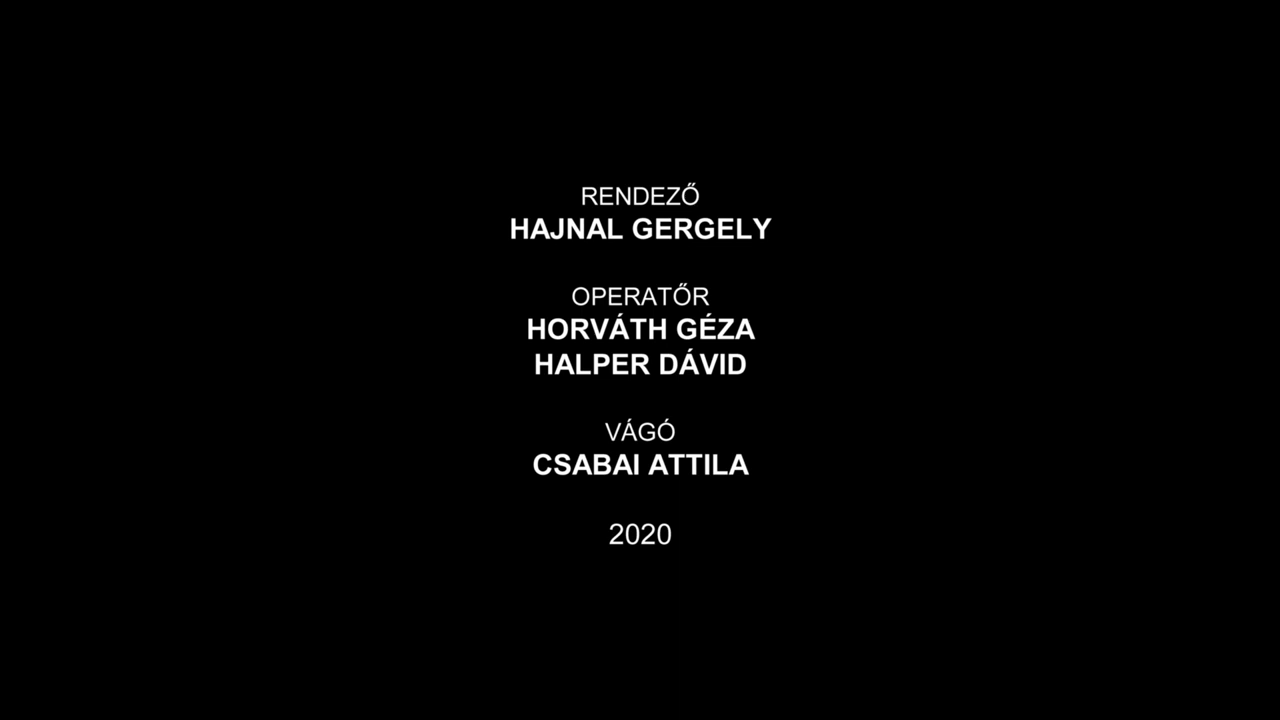 RENDEZŐ
HAJNAL GERGELY
OPERATŐR
HORVÁTH GÉZA
HALPER DÁVID
VÁGÓ
CSABAI ATTILA
2020